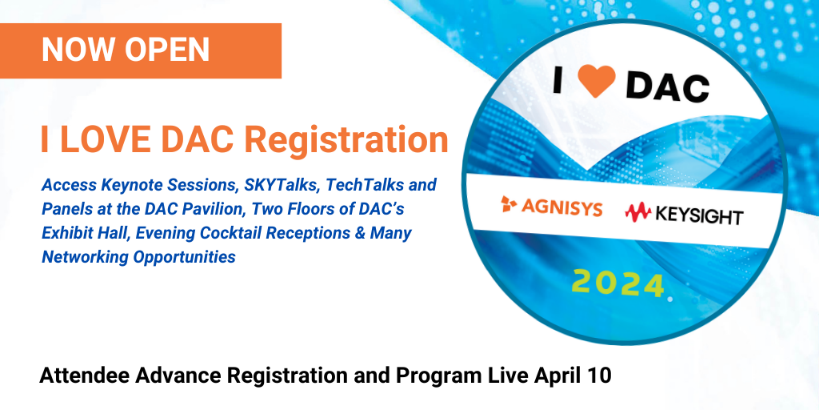 NOW OPEN
I LOVE DAC Registration
Access Keynote Sessions, SKYTalks, TechTalks and
Panels at the DAC Pavilion, Two Floors of DAC's
Exhibit Hall, Evening Cocktail Receptions & Many
Networking Opportunities
I DAC
AGNISYS KEYSIGHT
2024.
Attendee Advance Registration and Program Live April 10